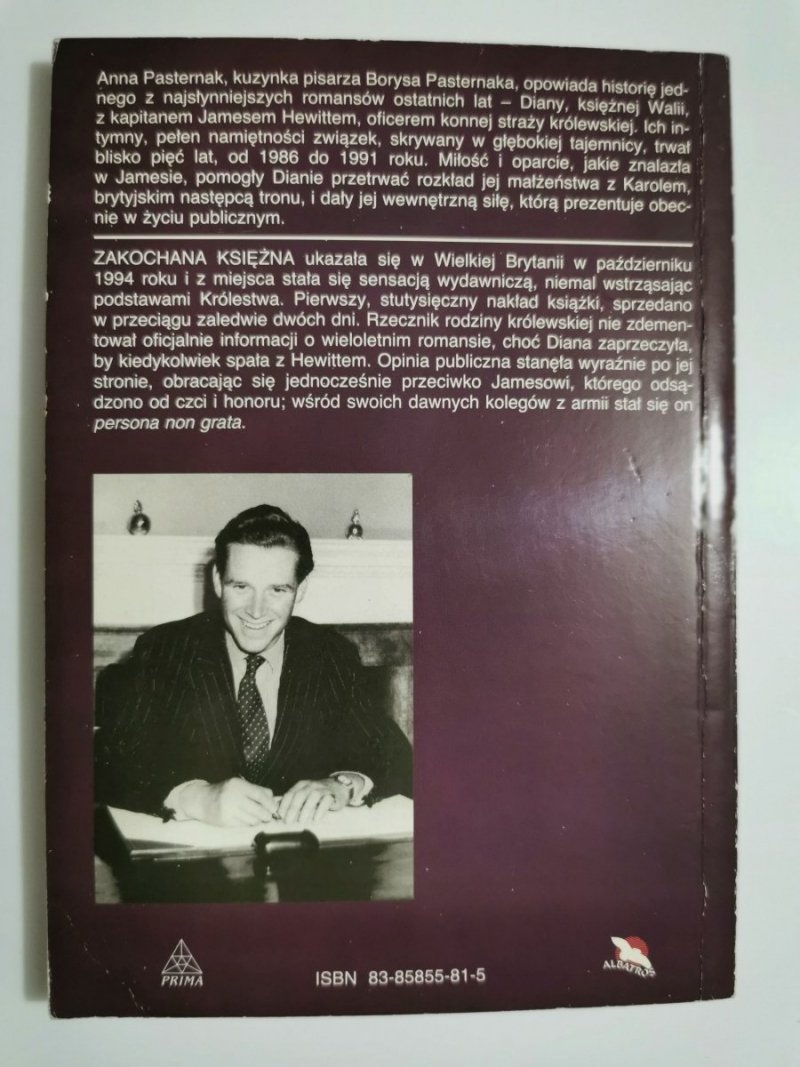 Anna Pasternak, kuzynka pisarza Borysa Pasternaka, opowiada historię jed-
nego z najsłynniejszych romansów ostatnich lat – Diany, księżnej Walii,
z kapitanem Jamesem Hewittem, oficerem konnej straży królewskiej. Ich in-
tymny, pełen namiętności związek, skrywany w głębokiej tajemnicy, trwał
blisko pięć lat, od 1986 do 1991 roku. Miłość i oparcie, jakie znalazła
w Jamesie, pomogły Dianie przetrwać rozkład jej małżeństwa z Karolem,
brytyjskim następcą tronu, i dały jej wewnętrzną siłę, którą prezentuje obec-
nie w życiu publicznym.
ZAKOCHANA KSIĘŻNA ukazała się w Wielkiej Brytanii w październiku
1994 roku i z miejsca stała się sensacją wydawniczą, niemal wstrząsając
podstawami Królestwa. Pierwszy, stutysięczny nakład książki, sprzedano
w przeciągu zaledwie dwóch dni. Rzecznik rodziny królewskiej nie zdemen-
tował oficjalnie informacji o wieloletnim romansie, choć Diana zaprzeczyła,
by kiedykolwiek spała z Hewittem. Opinia publiczna stanęła wyraźnie po jej
stronie, obracając się jednocześnie przeciwko Jamesowi, którego odsą-
dzono od czci i honoru; wśród swoich dawnych kolegów z armii stał się on
persona non grata.
PRIMA
ISBN 83-85855-81-5
ALBATROS